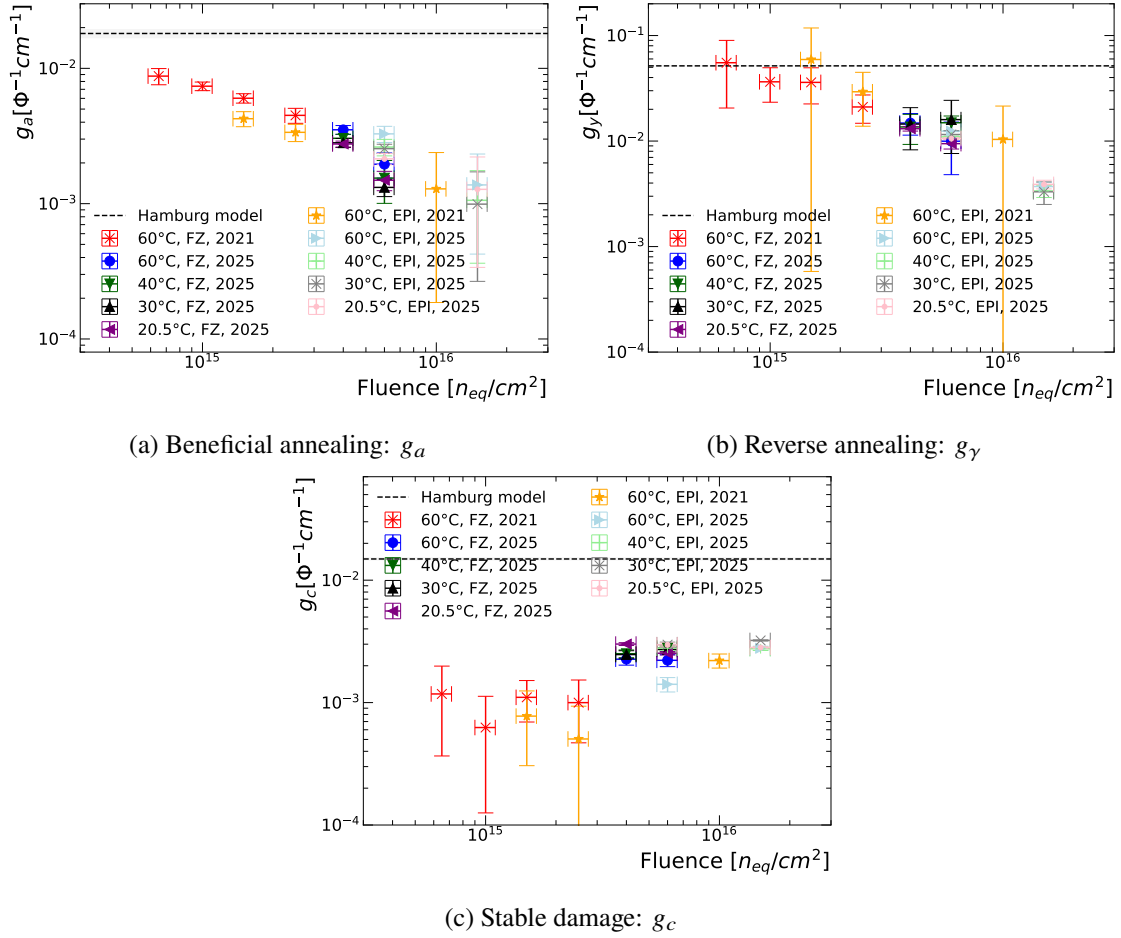 10⁻²
10⁻³
10⁻⁴
g_a[Φ⁻¹cm⁻¹]
Hamburg model
60°C, FZ, 2021
60°C, FZ, 2025
40°C, FZ, 2025
30°C, FZ, 2025
20.5°C, FZ, 2025
60°C, EPI, 2021
60°C, EPI, 2025
40°C, EPI, 2025
30°C, EPI, 2025
20.5°C, EPI, 2025
10¹⁵
10¹⁶
Fluence [n_eq/cm²]
(a) Beneficial annealing: g_a
10⁻¹
10⁻²
10⁻³
10⁻⁴
g_y[Φ⁻¹cm⁻¹]
Hamburg model
60°C, FZ, 2021
60°C, FZ, 2025
40°C, FZ, 2025
30°C, FZ, 2025
20.5°C, FZ, 2025
60°C, EPI, 2021
60°C, EPI, 2025
40°C, EPI, 2025
30°C, EPI, 2025
20.5°C, EPI, 2025
10¹⁵
10¹⁶
Fluence [n_eq/cm²]
(b) Reverse annealing: g_γ
10⁻²
10⁻³
10⁻⁴
g_c[Φ⁻¹cm⁻¹]
Hamburg model
60°C, FZ, 2021
60°C, FZ, 2025
40°C, FZ, 2025
30°C, FZ, 2025
20.5°C, FZ, 2025
60°C, EPI, 2021
60°C, EPI, 2025
40°C, EPI, 2025
30°C, EPI, 2025
20.5°C, EPI, 2025
10¹⁵
10¹⁶
Fluence [n_eq/cm²]
(c) Stable damage: g_c